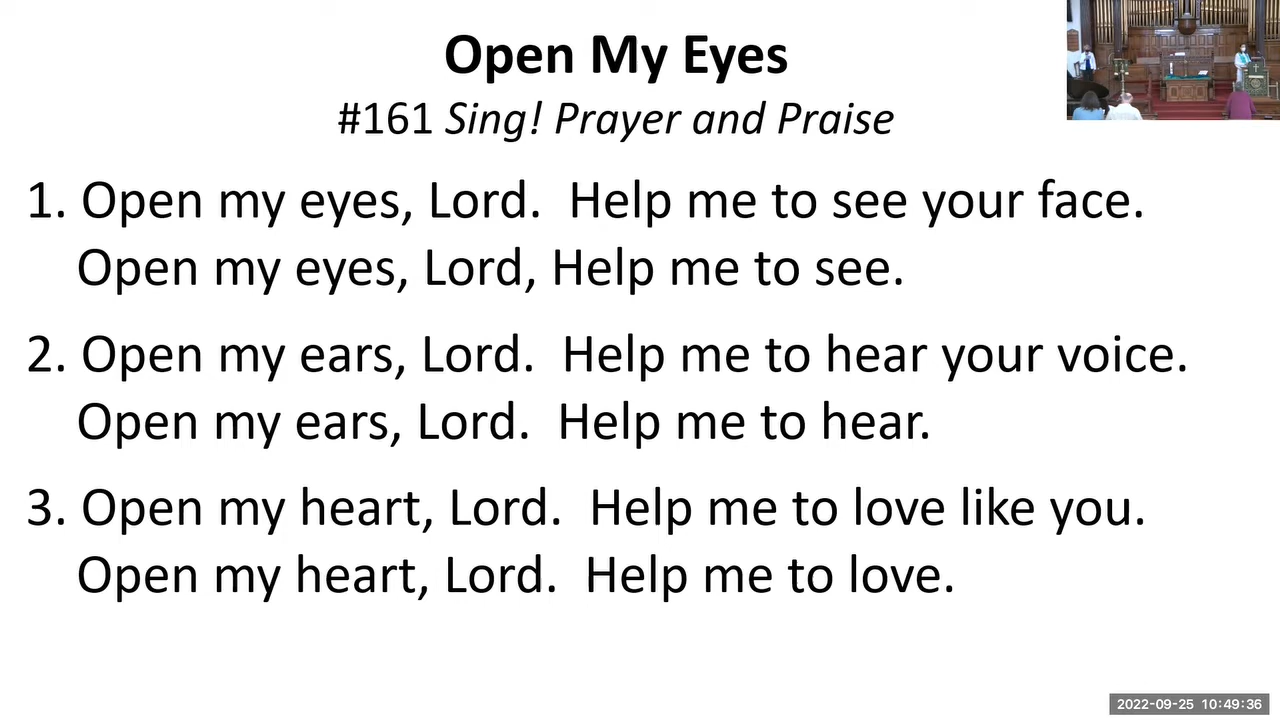 Open My Eyes
#161 Sing! Prayer and Praise
1. Open my eyes, Lord.  Help me to see your face.
Open my eyes, Lord, Help me to see.
2. Open my ears, Lord.  Help me to hear your voice.
Open my ears, Lord.  Help me to hear.
3. Open my heart, Lord.  Help me to love like you.
Open my heart, Lord.  Help me to love.
2022-09-25  10:49:36